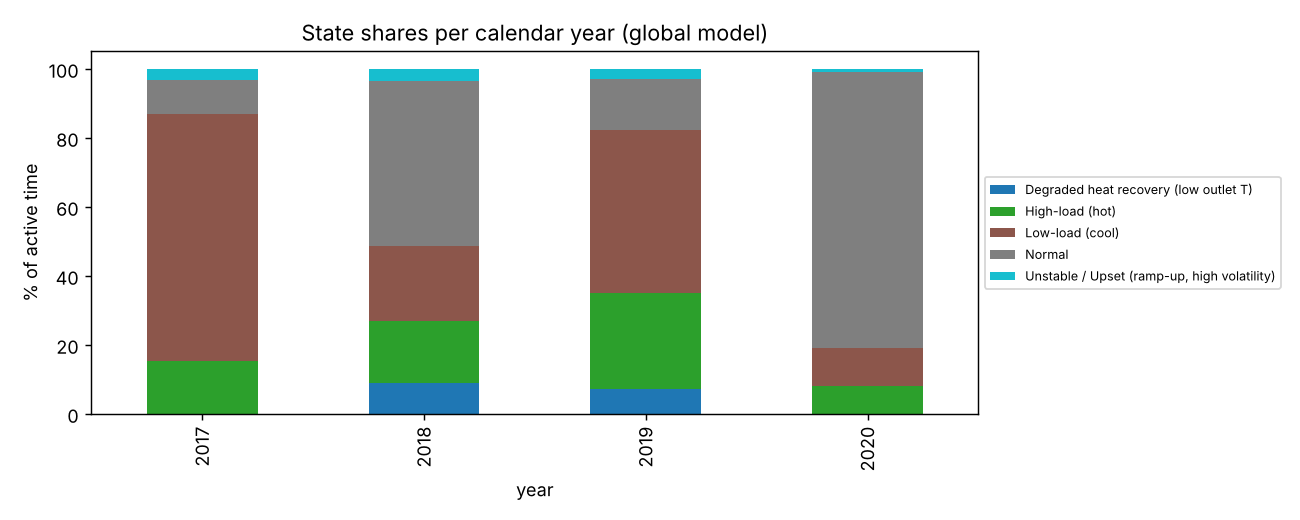 State shares per calendar year (global model)
% of active time
100
80
60
40
20
0
2017
2018
2019
2020
year
Degraded heat recovery (low outlet T)
High-load (hot)
Low-load (cool)
Normal
Unstable / Upset (ramp-up, high volatility)